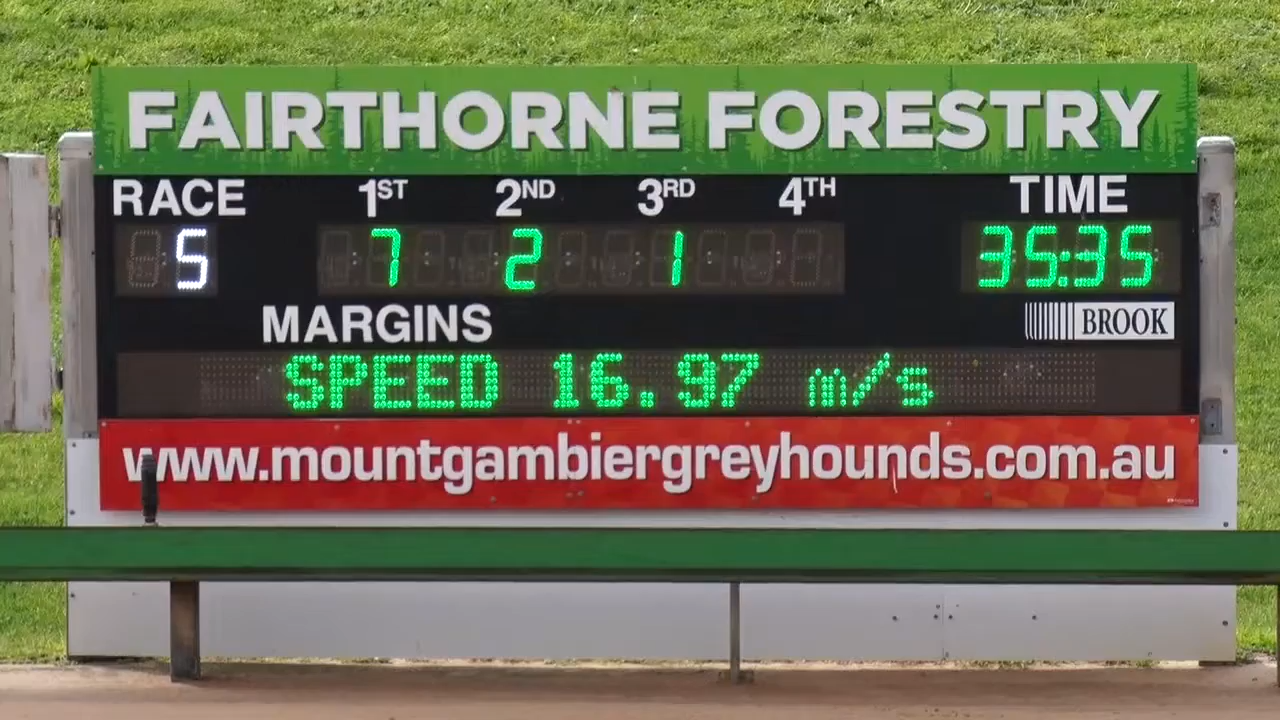 FAIRTHORNE FORESTRY
RACE 1ST 2ND 3RD 4TH TIME
5 7 2 1 35:35
MARGINS BROOK
SPEED 16.97 m/s
www.mountgambiergreyhounds.com.au